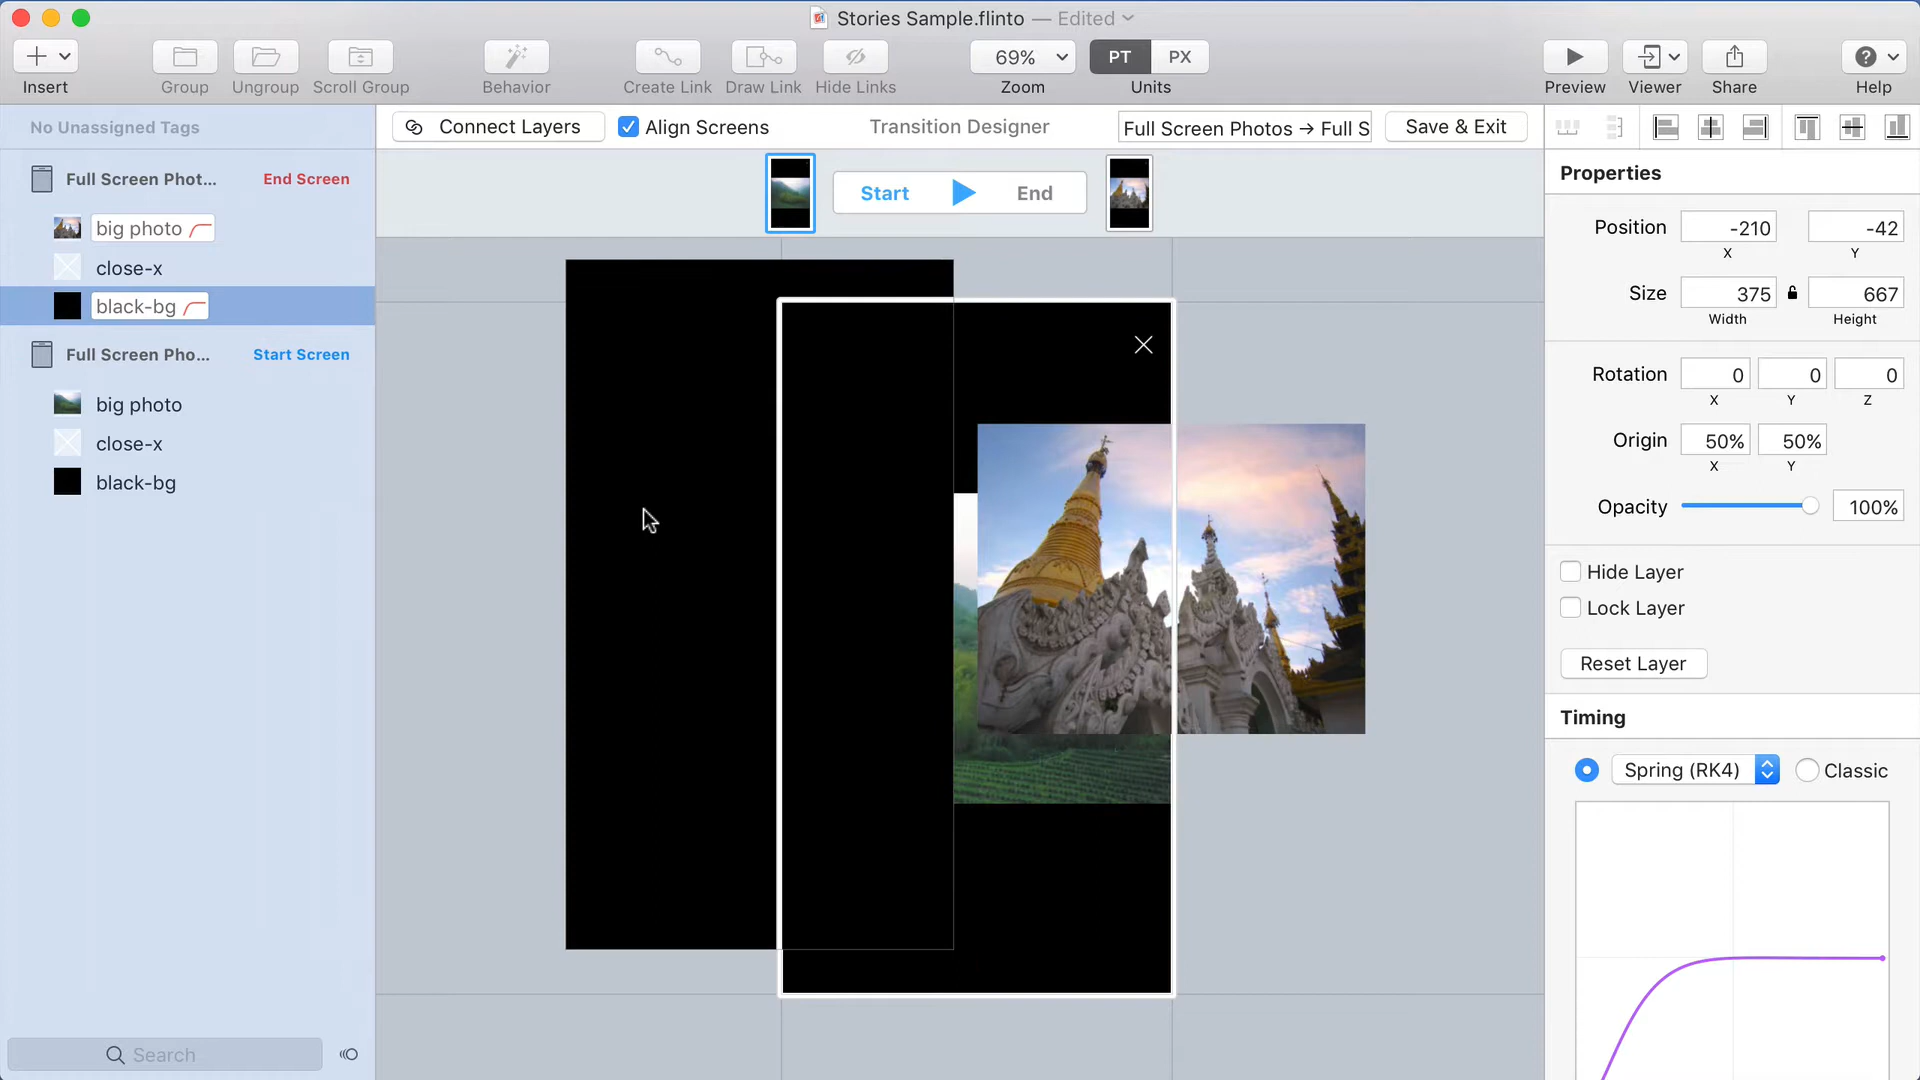 Stories Sample.flinto — Edited
Insert
Group
Ungroup
Scroll Group
Behavior
Create Link
Draw Link
Hide Links
69%
Zoom
PT
PX
Units
Preview
Viewer
Share
Help
No Unassigned Tags
Connect Layers
Align Screens
Transition Designer
Full Screen Photos → Full S
Save & Exit
Full Screen Phot...
End Screen
big photo
close-x
black-bg
Full Screen Pho...
Start Screen
big photo
close-x
black-bg
Search
Start
End
Properties
Position
-210
-42
X
Y
Size
375
667
Width
Height
Rotation
0
0
0
X
Y
Z
Origin
50%
50%
X
Y
Opacity
100%
Hide Layer
Lock Layer
Reset Layer
Timing
Spring (RK4)
Classic